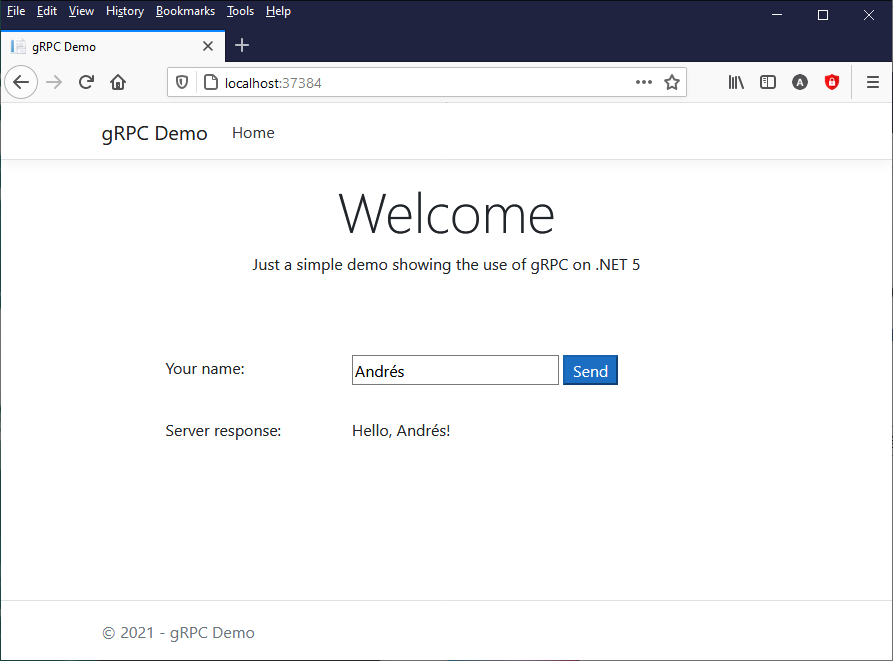 File Edit View History Bookmarks Tools Help
gRPC Demo
localhost:37384
A
gRPC Demo Home
Welcome
Just a simple demo showing the use of gRPC on .NET 5
Your name: Andrés Send
Server response: Hello, Andrés!
© 2021 - gRPC Demo